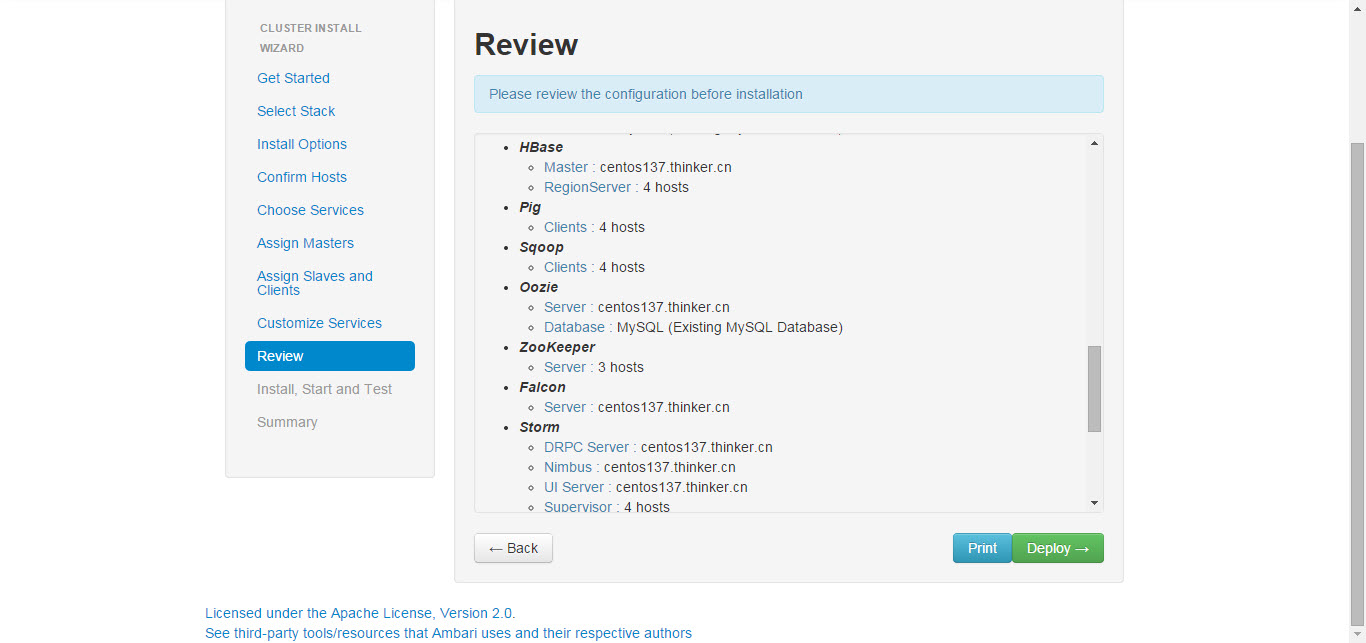 CLUSTER INSTALL
WIZARD
Get Started
Select Stack
Install Options
Confirm Hosts
Choose Services
Assign Masters
Assign Slaves and
Clients
Customize Services
Review
Install, Start and Test
Summary
Review
Please review the configuration before installation
HBase
Master : centos137.thinker.cn
RegionServer : 4 hosts
Pig
Clients : 4 hosts
Sqoop
Clients : 4 hosts
Oozie
Server : centos137.thinker.cn
Database : MySQL (Existing MySQL Database)
ZooKeeper
Server : 3 hosts
Falcon
Server : centos137.thinker.cn
Storm
DRPC Server : centos137.thinker.cn
Nimbus : centos137.thinker.cn
UI Server : centos137.thinker.cn
Supervisor : 4 hosts
← Back
Print
Deploy →
Licensed under the Apache License, Version 2.0.
See third-party tools/resources that Ambari uses and their respective authors